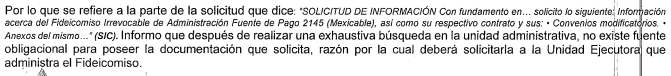 Por lo que se refiere a la parte de la solicitud que dice: "SOLICITUD DE INFORMACIÓN Con fundamento en... solicito lo siguiente: Información
acerca del Fideicomiso Irrevocable de Administración Fuente de Pago 2145 (Mexicable), así como su respectivo contrato y sus: • Convenios modificatorios. •
Anexos del mismo..." (SIC). Informo que después de realizar una exhaustiva búsqueda en la unidad administrativa, no existe fuente
obligacional para poseer la documentación que solicita, razón por la cual deberá solicitarla a la Unidad Ejecutora que
administra el Fideicomiso.